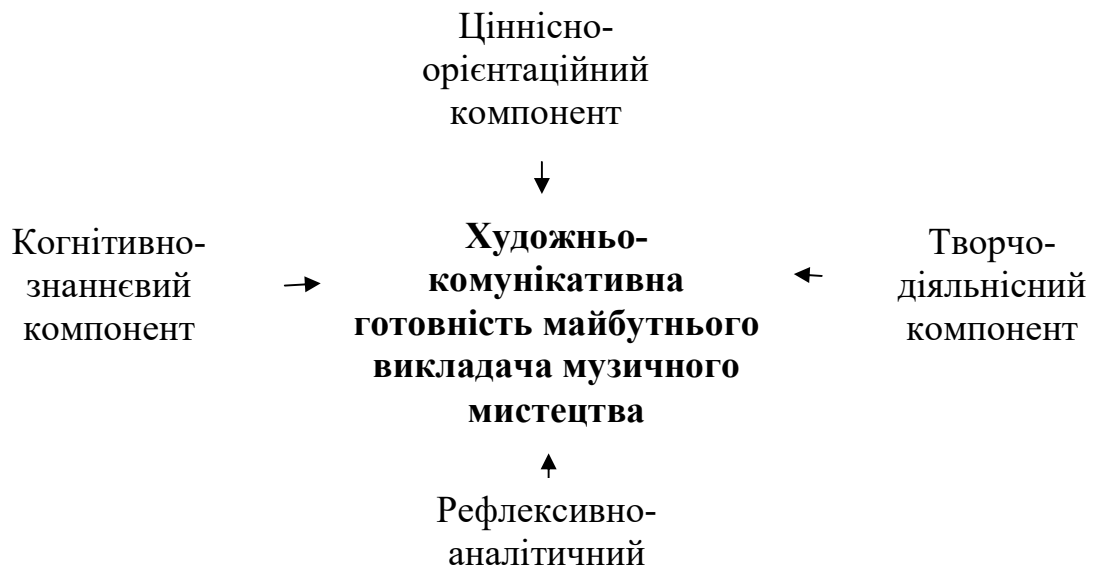 Ціннісно-
орієнтаційний
компонент
Когнітивно-
знаннєвий
компонент
Художньо-
комунікативна
готовність майбутнього
викладача музичного
мистецтва
Творчо-
діяльнісний
компонент
Рефлексивно-
аналітичний